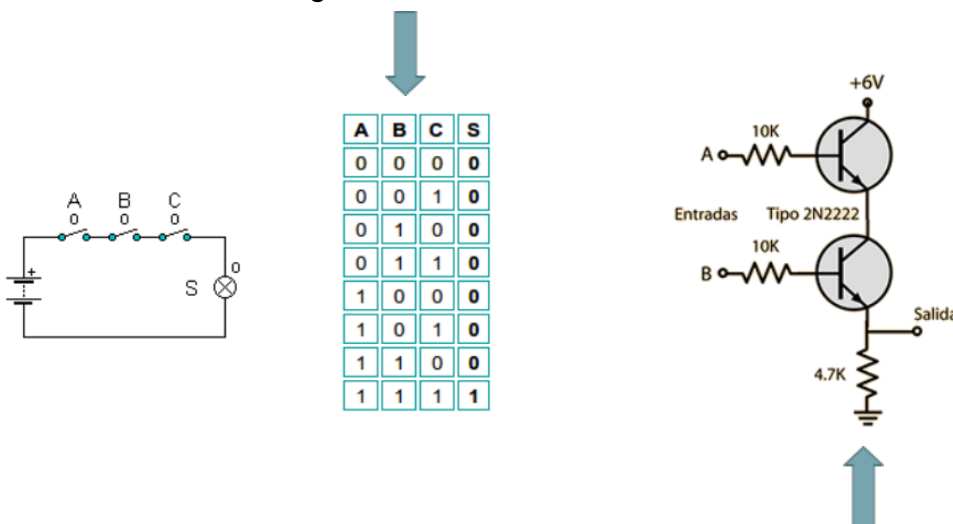 A B C
0 0 0
+
S
0
A B C S
0 0 0 0
0 0 1 0
0 1 0 0
0 1 1 0
1 0 0 0
1 0 1 0
1 1 0 0
1 1 1 1
+6V
10K
A
Entradas Tipo 2N2222
10K
B
Salida
4.7K